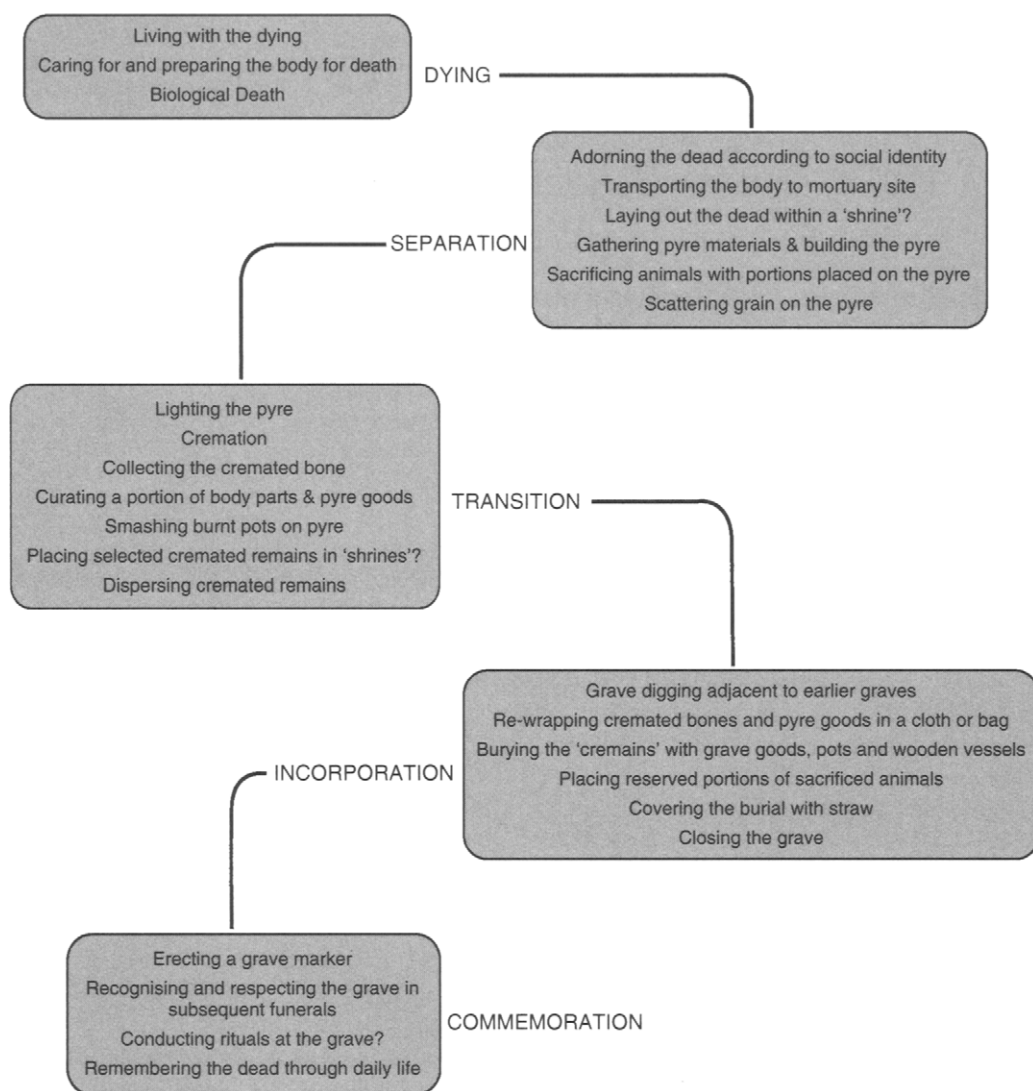 Living with the dying
Caring for and preparing the body for death
Biological Death
DYING
Adorning the dead according to social identity
Transporting the body to mortuary site
Laying out the dead within a ‘shrine’?
Gathering pyre materials & building the pyre
Sacrificing animals with portions placed on the pyre
Scattering grain on the pyre
SEPARATION
Lighting the pyre
Cremation
Collecting the cremated bone
Curating a portion of body parts & pyre goods
Smashing burnt pots on pyre
Placing selected cremated remains in ‘shrines’?
Dispersing cremated remains
TRANSITION
Grave digging adjacent to earlier graves
Re-wrapping cremated bones and pyre goods in a cloth or bag
Burying the ‘cremains’ with grave goods, pots and wooden vessels
Placing reserved portions of sacrificed animals
Covering the burial with straw
Closing the grave
INCORPORATION
Erecting a grave marker
Recognising and respecting the grave in
subsequent funerals
Conducting rituals at the grave?
Remembering the dead through daily life
COMMEMORATION